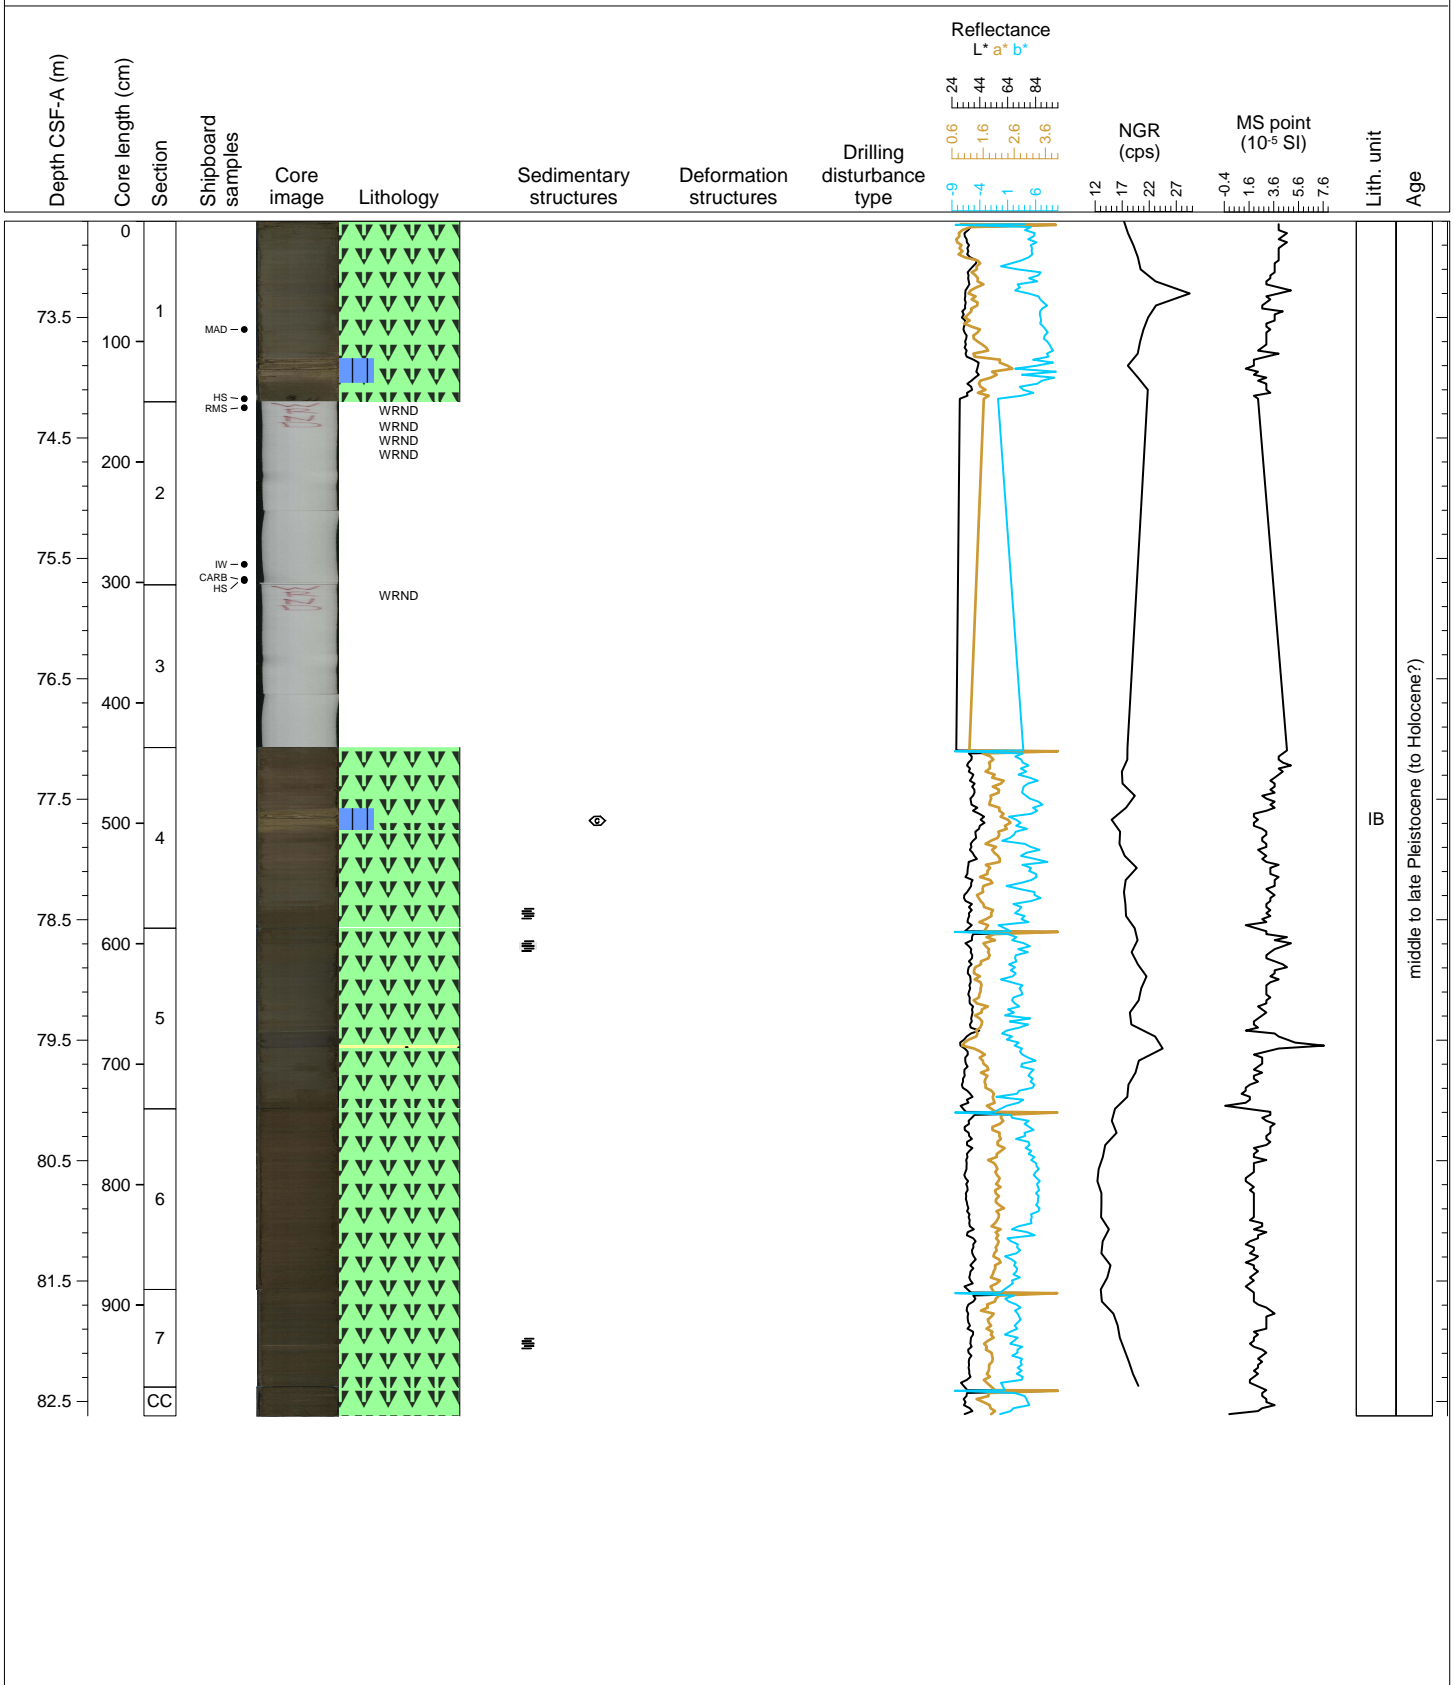 Reflectance
L* a* b*
24 44 64 84
0.6 1.6 2.6 3.6
-9 -4 1 6
Depth CSF-A (m)
Core length (cm)
Section
Shipboard
samples
Core
image
Lithology
Sedimentary
structures
Deformation
structures
Drilling
disturbance
type
NGR
(cps)
12 17 22 27
MS point
(10-5 SI)
-0.4 1.6 3.6 5.6 7.6
Lith. unit
Age
0
1
73.5
MAD
100
HS
RMS
WRND
WRND
74.5
WRND
WRND
200
2
75.5
IW
CARB
300
HS
WRND
3
76.5
400
77.5
500
4
IB
middle to late Pleistocene (to Holocene?)
78.5
600
5
79.5
700
80.5
800
6
81.5
900
7
82.5
CC